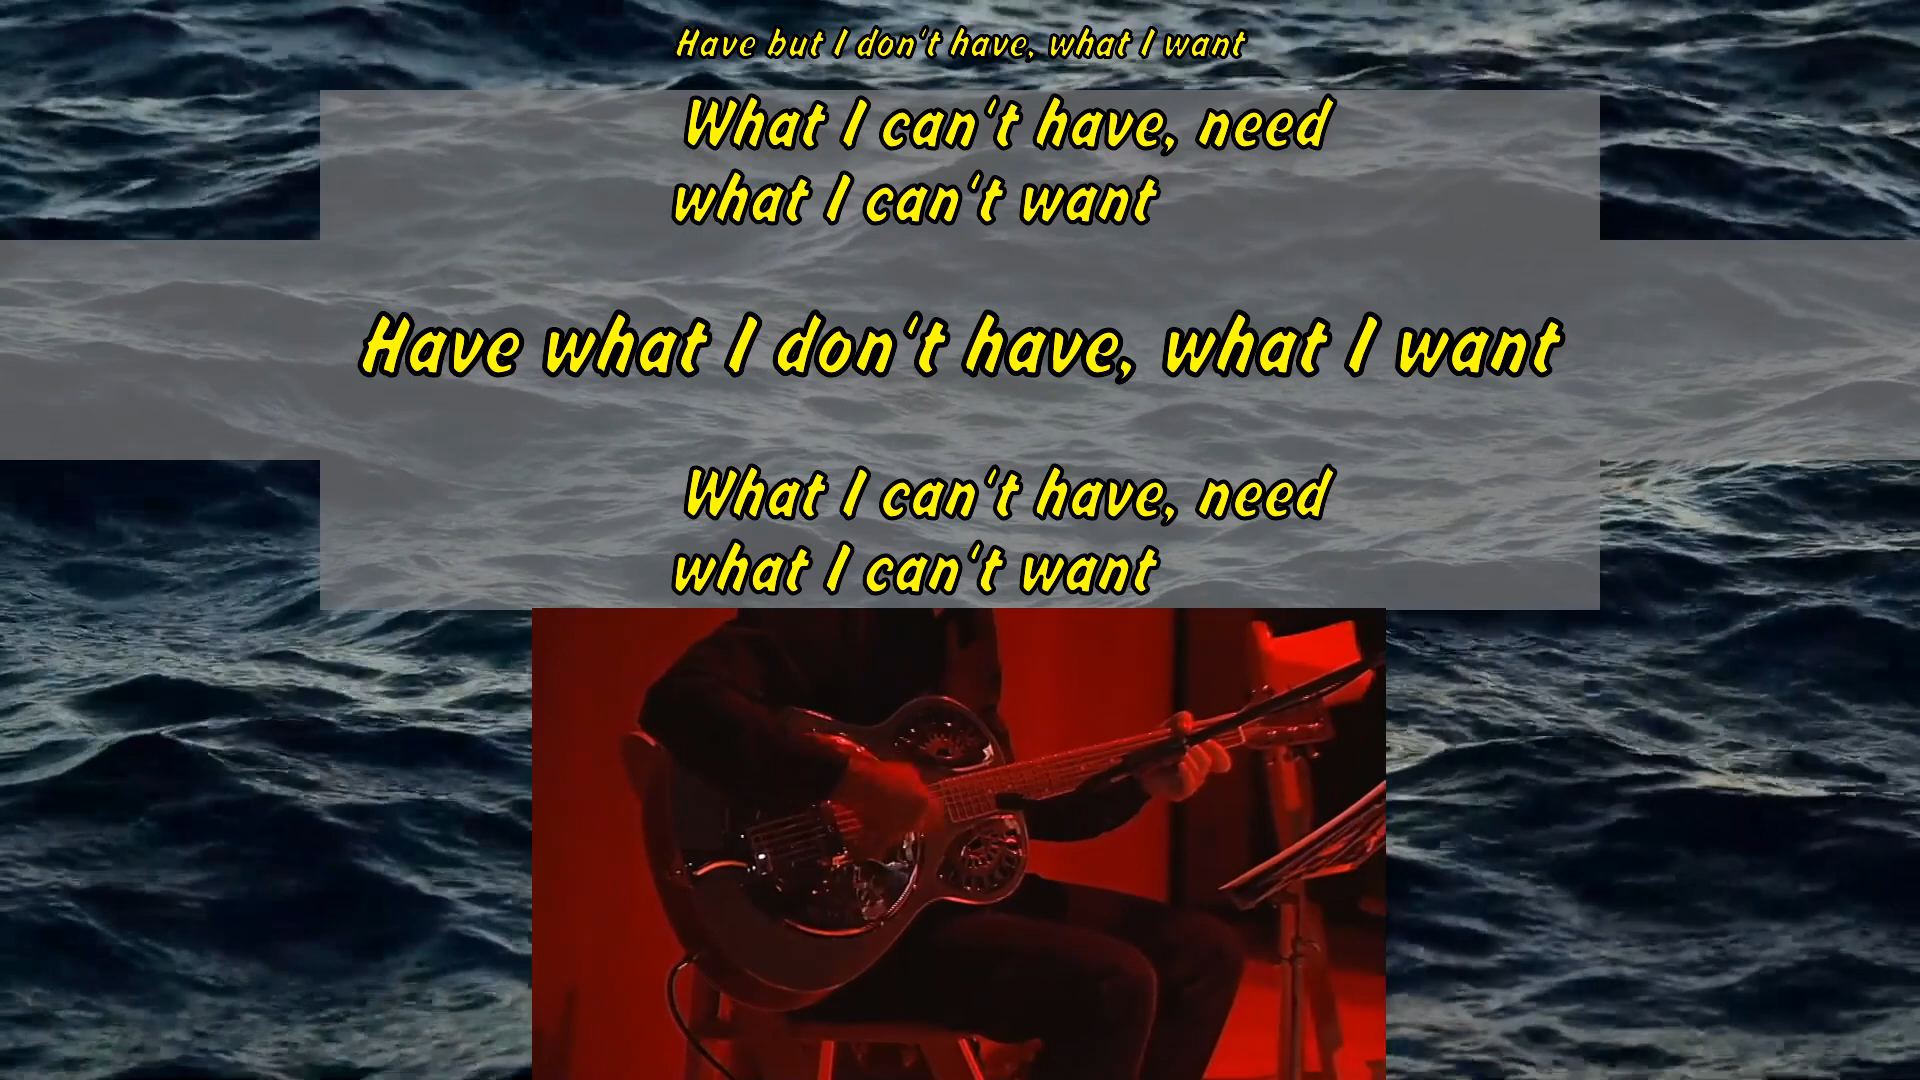 Have but I don't have, what I want
What I can't have, need
what I can't want
Have what I don't have, what I want
What I can't have, need
what I can't want